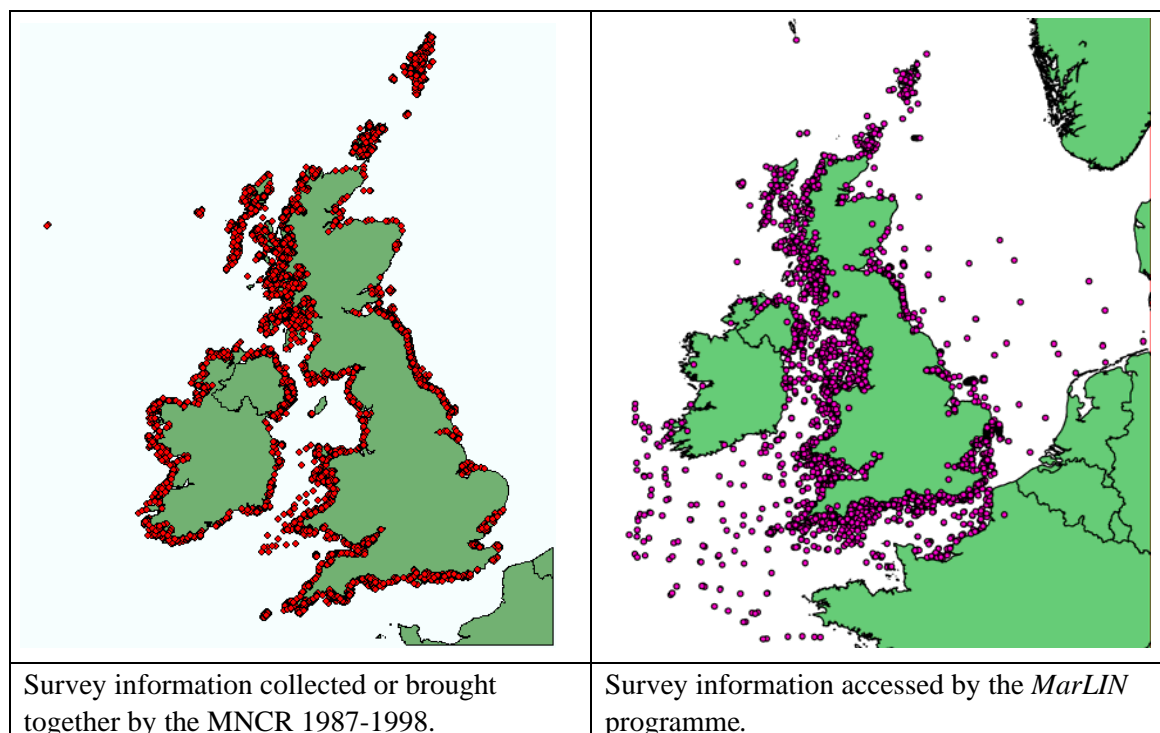 Survey information collected or brought
together by the MNCR 1987-1998.
Survey information accessed by the MarLIN
programme.